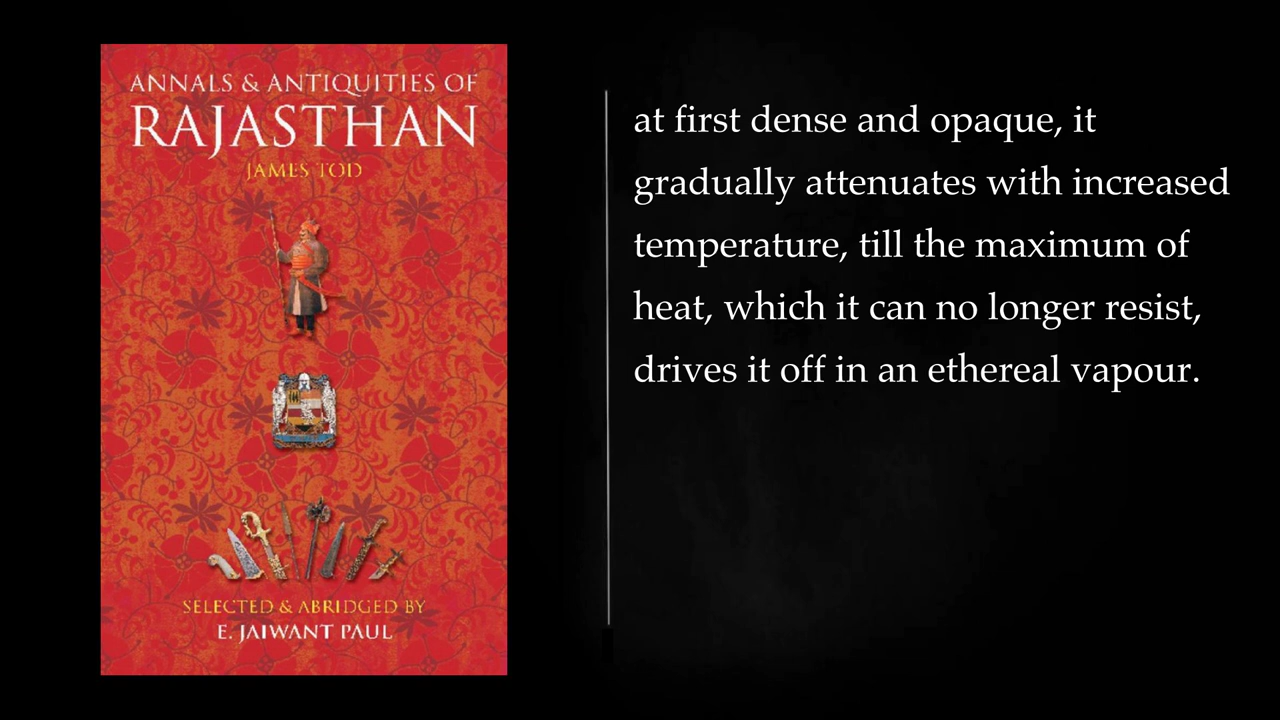 ANNALS & ANTIQUITIES OF
RAJASTHAN
JAMES TOD
SELECTED & ABRIDGED BY
E. JAIWANT PAUL
at first dense and opaque, it
gradually attenuates with increased
temperature, till the maximum of
heat, which it can no longer resist,
drives it off in an ethereal vapour.